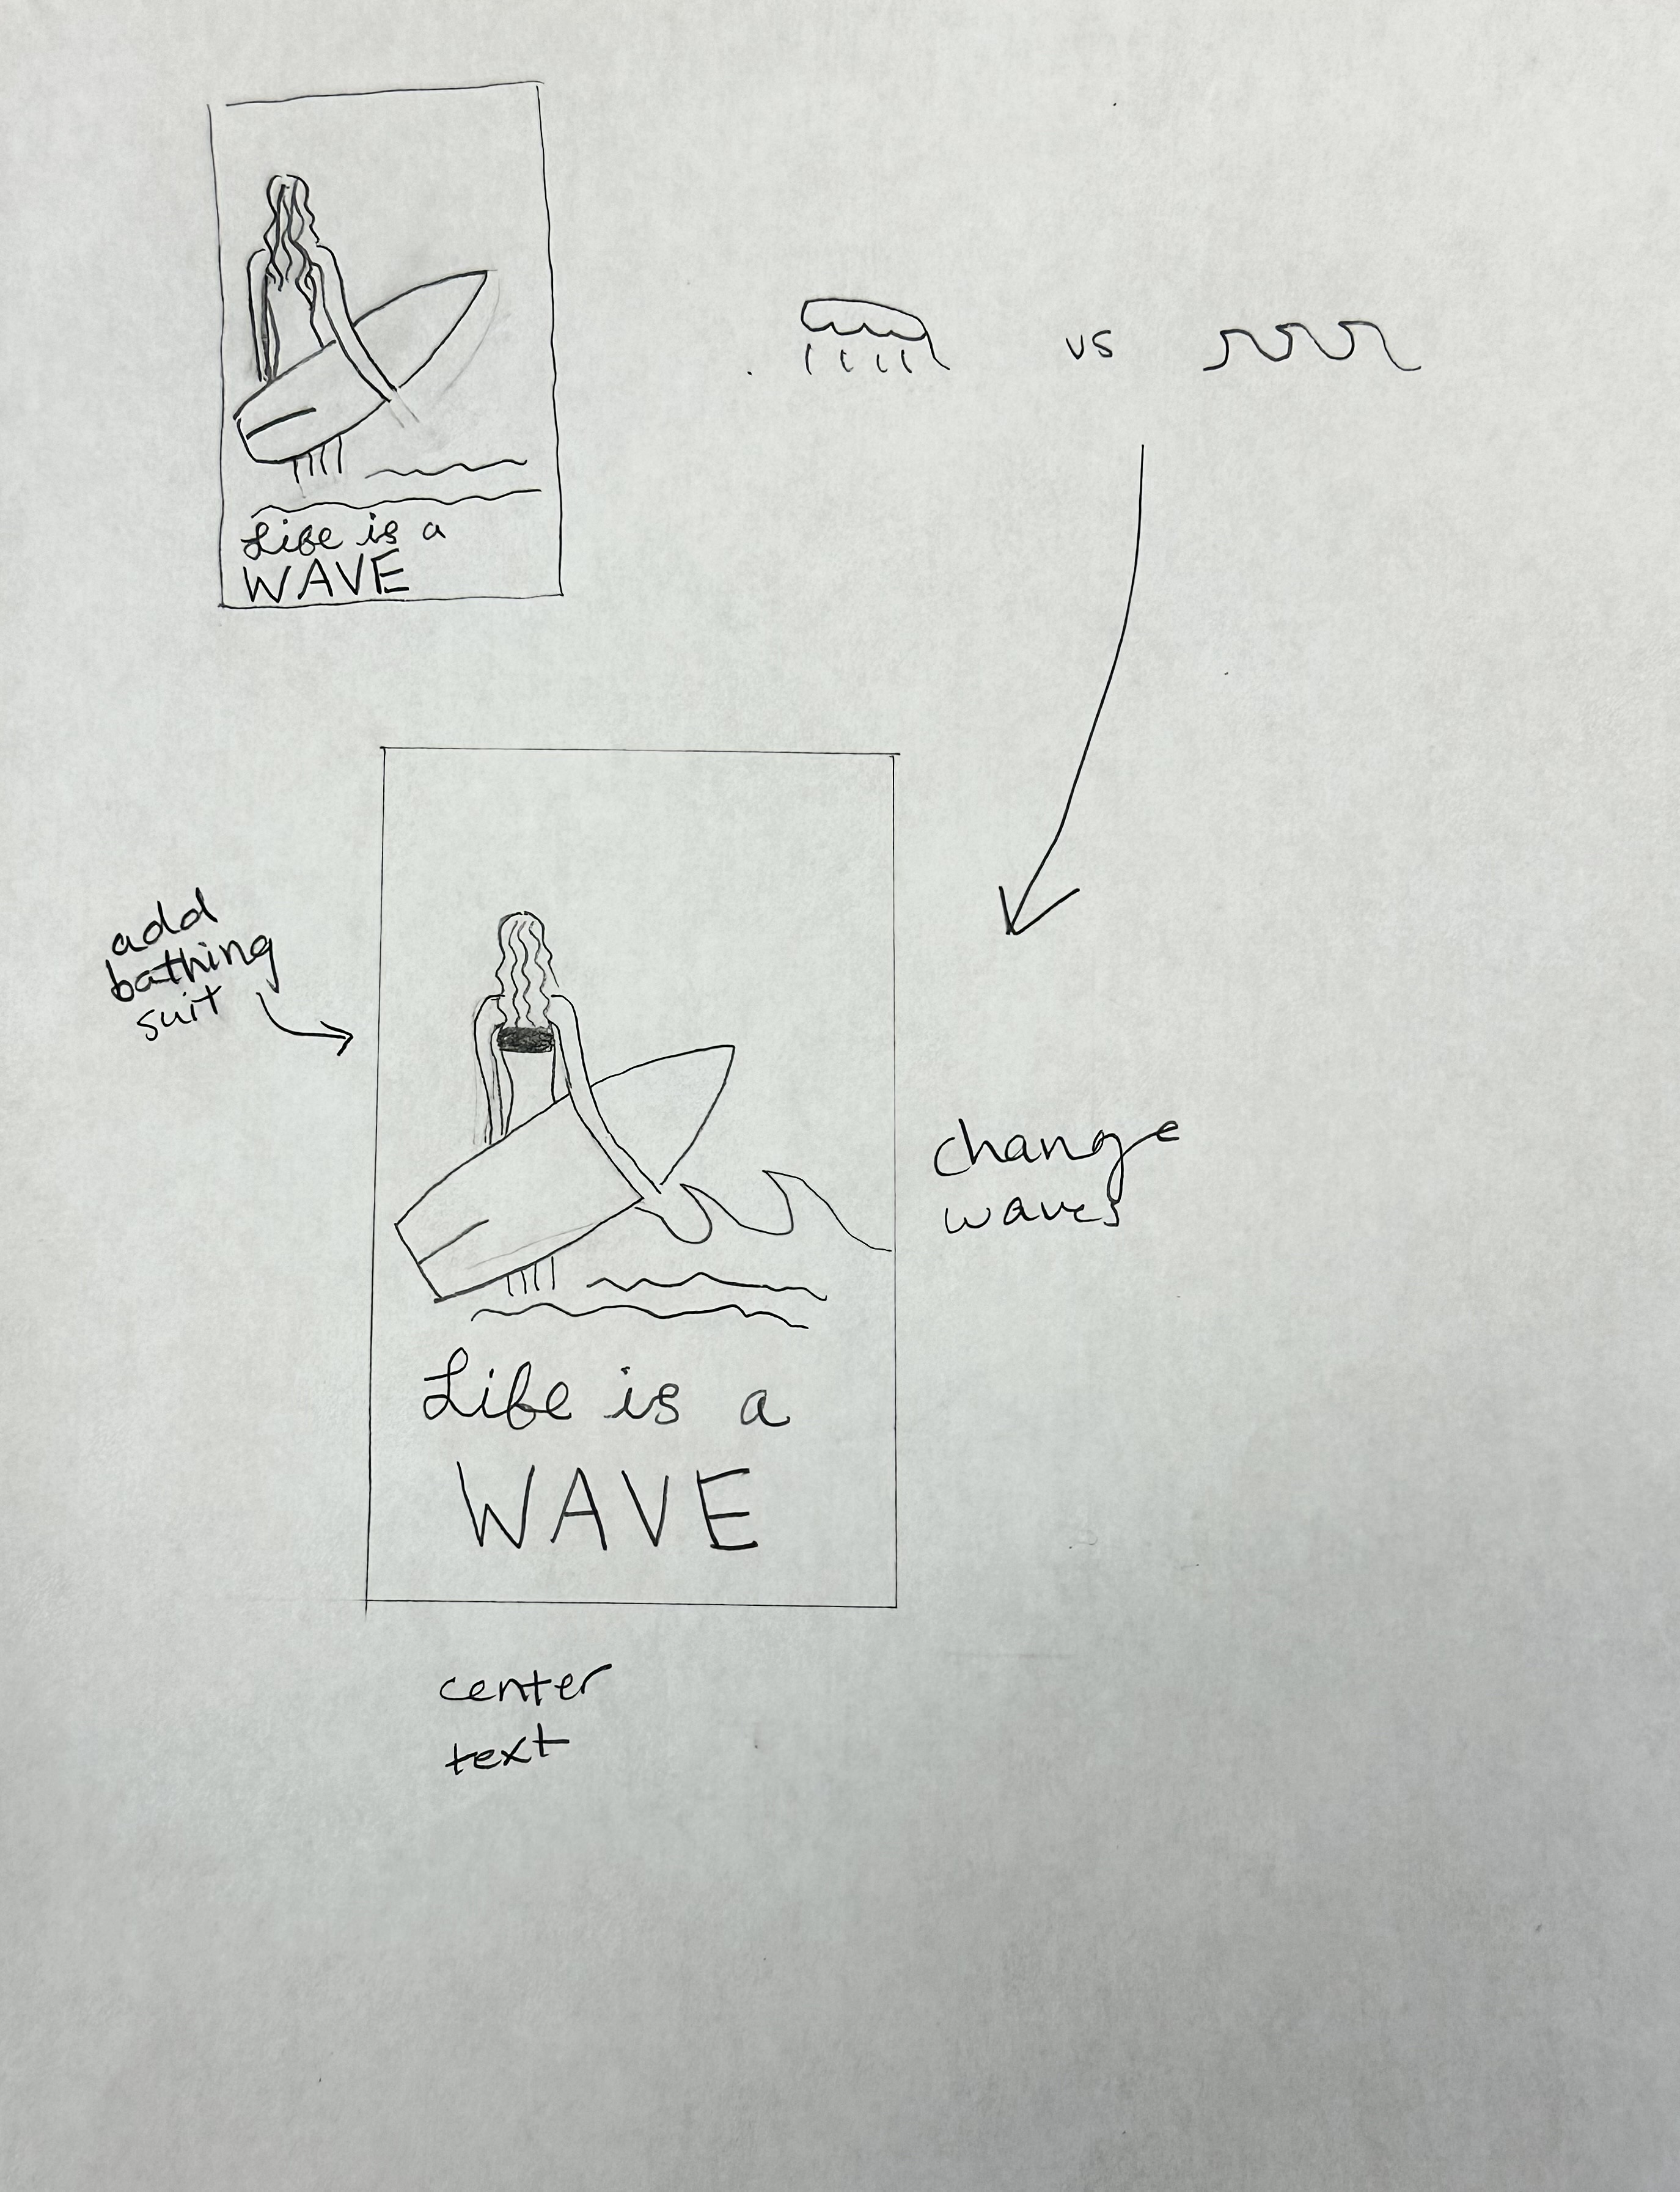 Life is a
WAVE
vs
add
bathing
suit
change
waves
Life is a
WAVE
center
text